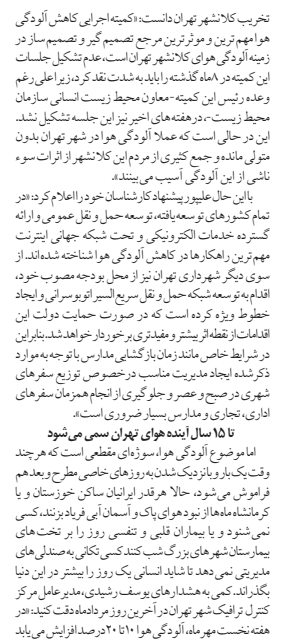 تخریب کلانشهر تهران دانست: «کمیته اجرایی کاهش آلودگی
هوا مهم ترین و موثرترین مرجع تصمیم گیر و تصمیم ساز در
زمینه آلودگی هوای کلانشهر تهران است، عدم تشکیل جلسات
این کمیته در ۸ ماه گذشته را باید به شدت نقد کرد، زیرا علی رغم
وعده رئیس این کمیته-معاون محیط زیست انسانی سازمان
محیط زیست-، در هفته های اخیر نیز این جلسه تشکیل نشد.
این در حالی است که عملا آلودگی هوا در شهر تهران بدون
متولی مانده و جمع کثیری از مردم این کلانشهر از اثرات سوء
ناشی از این آلودگی آسیب می بینند».
با این حال علیپور پیشنهاد کارشناسان خود را اعلام کرد: «در
تمام کشورهای توسعه یافته، توسعه حمل و نقل عمومی و ارائه
گسترده خدمات الکترونیکی و تحت شبکه جهانی اینترنت
مهم ترین راهکارها در کاهش آلودگی هوا شناخته شده اند. از
سوی دیگر شهرداری تهران نیز از محل بودجه مصوب خود،
اقدام به توسعه شبکه حمل و نقل سریع السیر اتوبوسرانی و ایجاد
خطوط ویژه کرده است که در صورت حمایت دولت این
اقدامات از نقطه اثر بیشتر و مفیدتری برخوردار خواهد شد. بنابراین
در شرایط خاص مانند زمان بازگشایی مدارس با توجه به موارد
ذکر شده ایجاد مدیریت مناسب درخصوص توزیع سفرهای
شهری در صبح و عصر و جلوگیری از انجام همزمان سفرهای
اداری، تجاری و مدارس بسیار ضروری است».
تا ۱۵ سال آینده هوای تهران سمی می شود
اما موضوع آلودگی هوا، سوژه ای مقطعی است که هر چند
وقت یک بار و با نزدیک شدن به روزهای خاصی مطرح و بعد هم
فراموش می شود، حالا هرقدر ایرانیان ساکن خوزستان و یا
کرمانشاه ماه ها از نبود هوای پاک و آسمان آبی فریاد بزنند، کسی
نمی شنود و یا بیماران قلبی و تنفسی روز را بر تخت های
بیمارستان شهرهای بزرگ شب کنند کسی تکانی به صندلی های
مدیریتی نمی دهد تا شاید انسانی یک روز را بیشتر در این دنیا
بگذراند. کمی به هشدارهای یوسف رشیدی، مدیرعامل مرکز
کنترل ترافیک شهر تهران در آخرین روز مردادماه دقت کنید: «در
هفته نخست مهر ماه، آلودگی هوا ۱۰ تا ۲۰ درصد افزایش می یابد